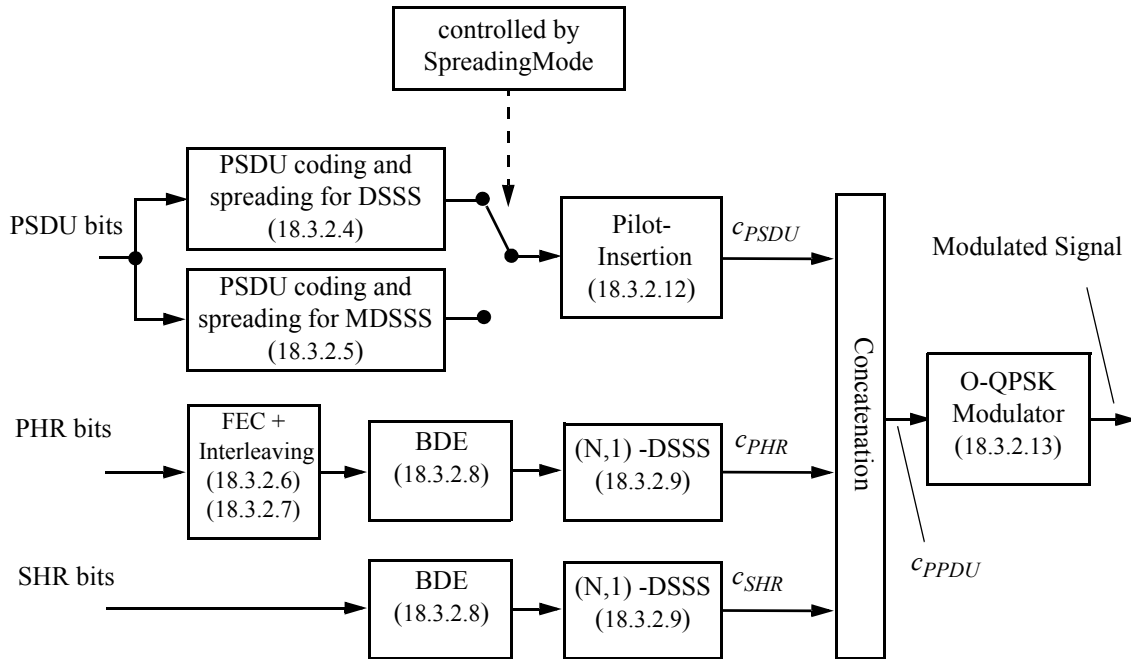 controlled by
SpreadingMode
PSDU bits
PSDU coding and
spreading for DSSS
(18.3.2.4)
PSDU coding and
spreading for MDSSS
(18.3.2.5)
Pilot-
Insertion
(18.3.2.12)
cPSDU
Modulated Signal
Concatenation
O-QPSK
Modulator
(18.3.2.13)
PHR bits
FEC +
Interleaving
(18.3.2.6)
(18.3.2.7)
BDE
(18.3.2.8)
(N,1) -DSSS
(18.3.2.9)
cPHR
cPPDU
SHR bits
BDE
(18.3.2.8)
(N,1) -DSSS
(18.3.2.9)
cSHR